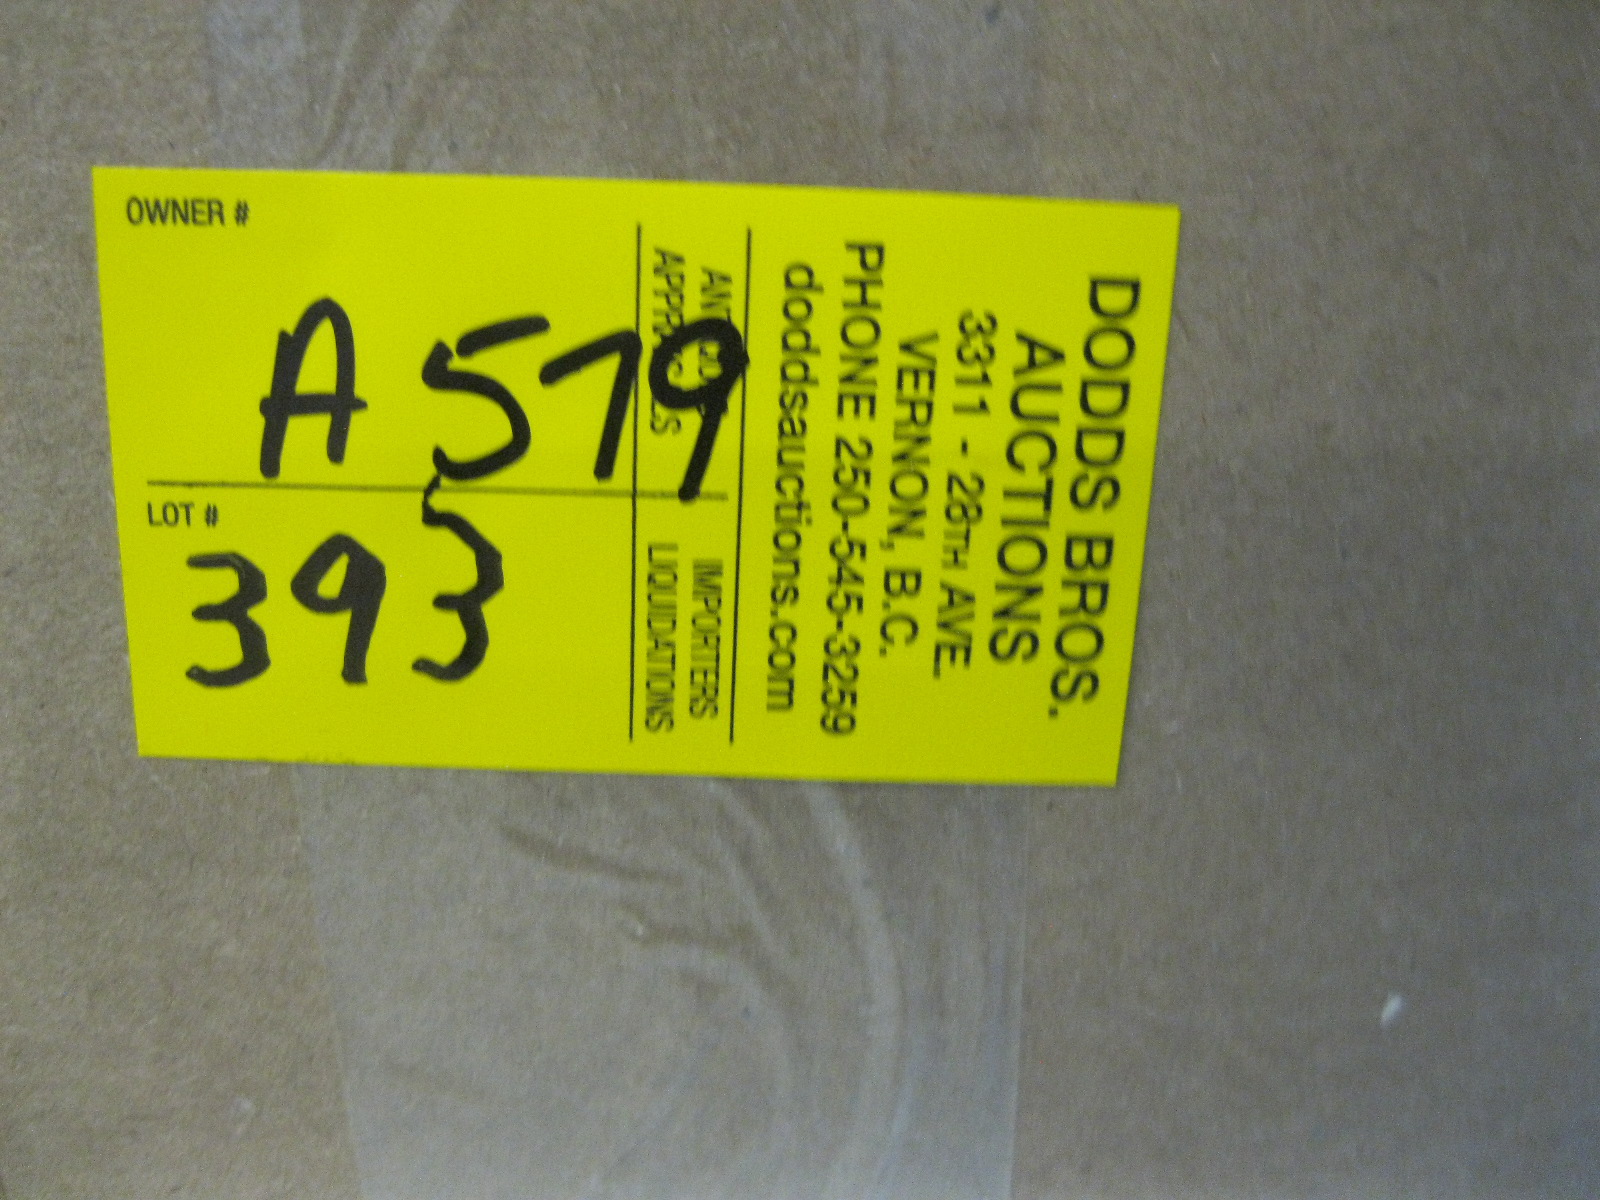 OWNER #
A 579
LOT #
393
DODDS BROS.
AUCTIONS
3311 - 28TH AVE.
VERNON, B.C.
PHONE 250-545-3259
doddsauctions.com
IMPORTERS
LIQUIDATIONS